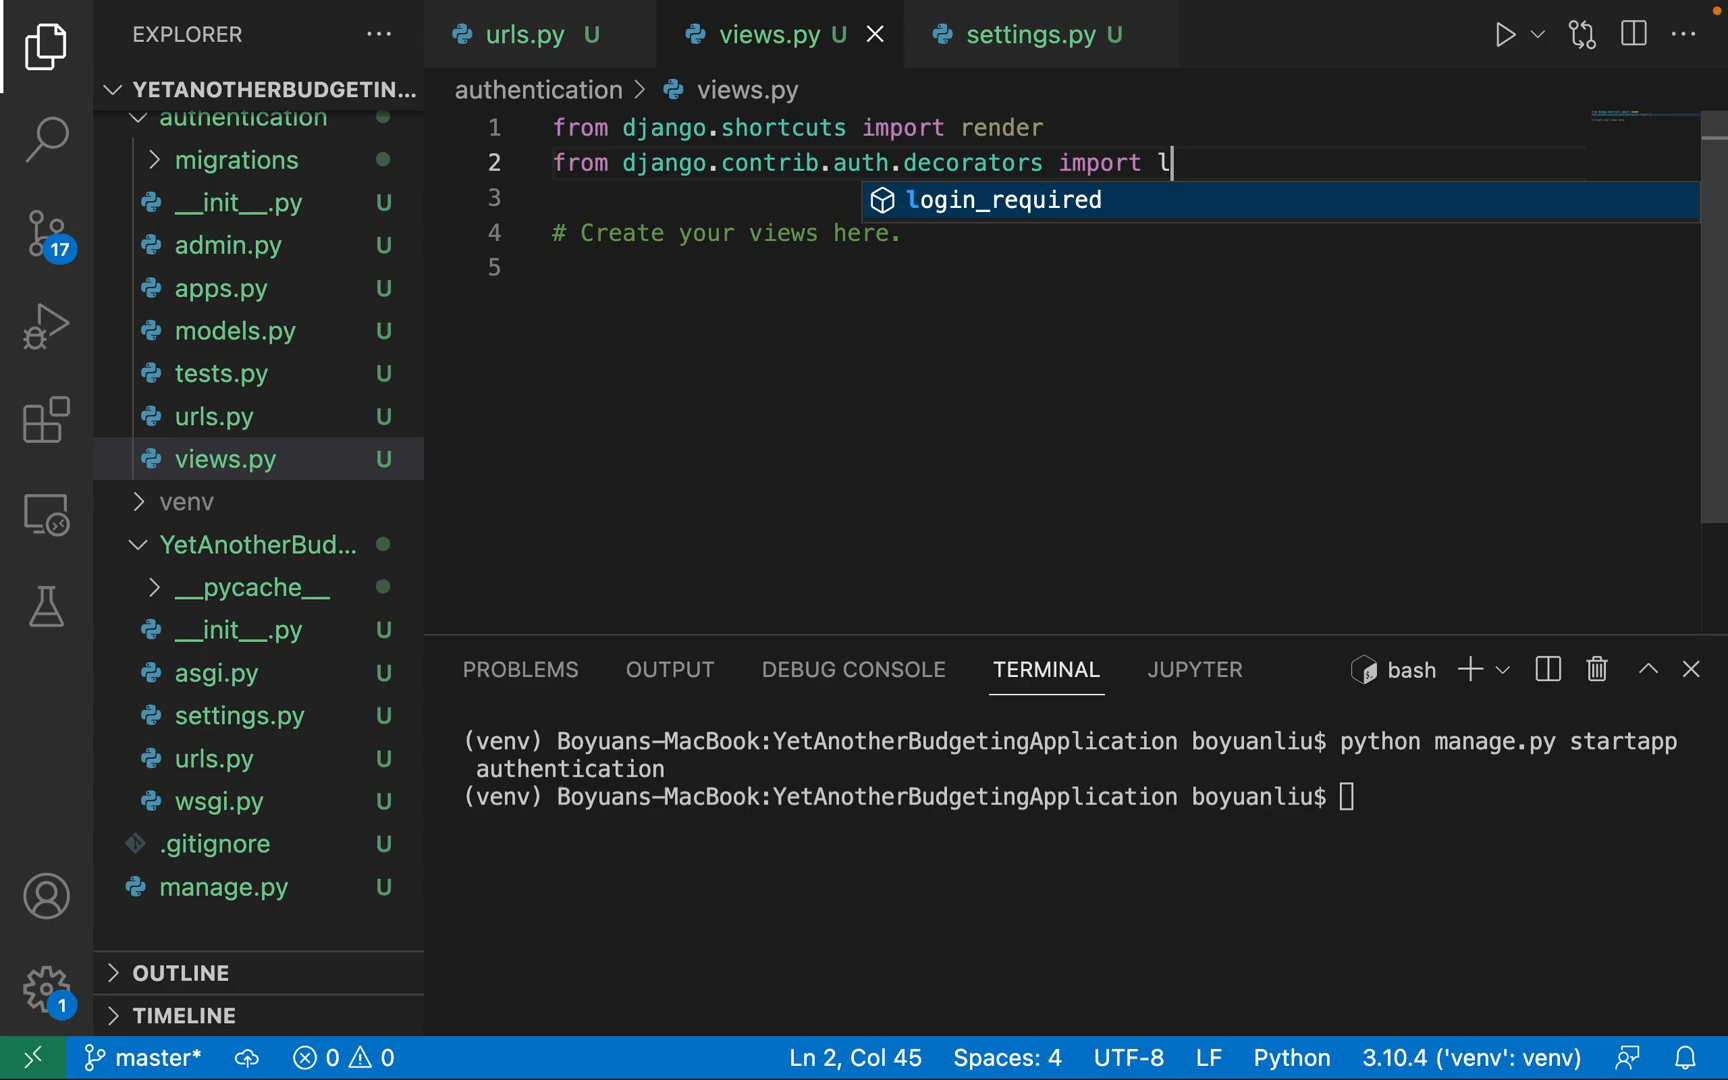 EXPLORER
YETANOTHERBUDGETIN...
authentication
migrations
__init__.py U
admin.py U
apps.py U
models.py U
tests.py U
urls.py U
views.py U
venv
YetAnotherBud...
__pycache__
__init__.py U
asgi.py U
settings.py U
urls.py U
wsgi.py U
.gitignore U
manage.py U
OUTLINE
TIMELINE
17
1
urls.py U
views.py U
settings.py U
authentication > views.py
1 from django.shortcuts import render
2 from django.contrib.auth.decorators import l
login_required
3
4 # Create your views here.
5
PROBLEMS OUTPUT DEBUG CONSOLE TERMINAL JUPYTER bash
(venv) Boyuans-MacBook:YetAnotherBudgetingApplication boyuanliu$ python manage.py startapp
authentication
(venv) Boyuans-MacBook:YetAnotherBudgetingApplication boyuanliu$
master* 0 0 Ln 2, Col 45 Spaces: 4 UTF-8 LF Python 3.10.4 ('venv': venv)